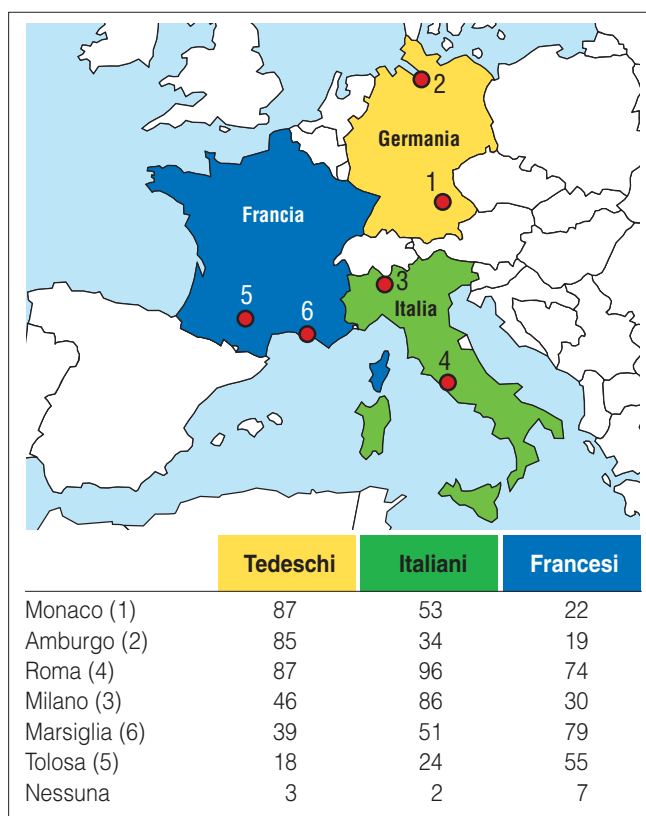 2
Germania
1
Francia
3
5
6
Italia
4
Tedeschi Italiani Francesi
Monaco (1) 87 53 22
Amburgo (2) 85 34 19
Roma (4) 87 96 74
Milano (3) 46 86 30
Marsiglia (6) 39 51 79
Tolosa (5) 18 24 55
Nessuna 3 2 7